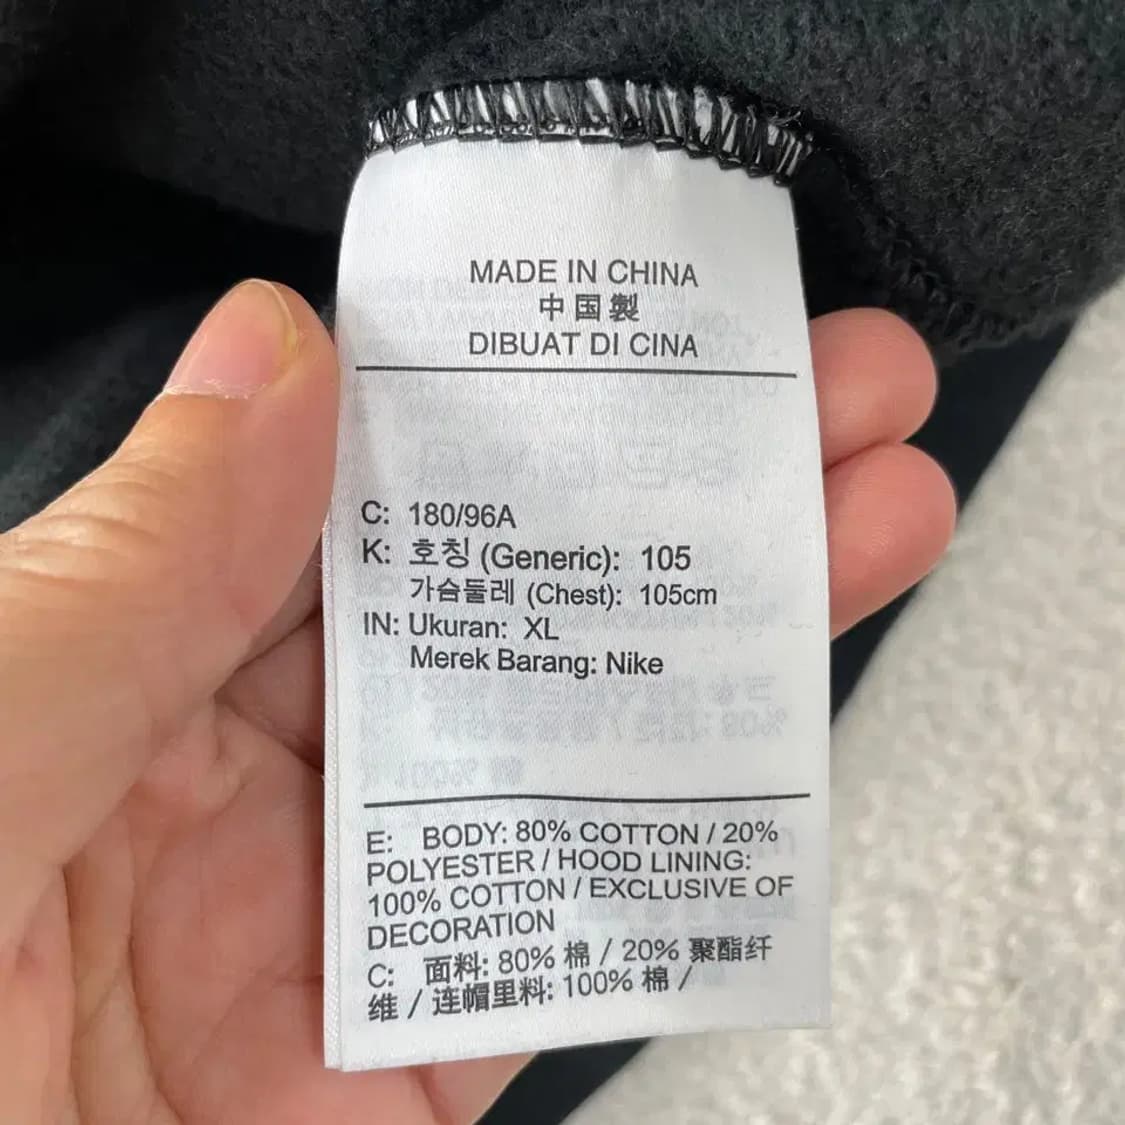 MADE IN CHINA
中国製
DIBUAT DI CINA
C: 180/96A
K: 호칭 (Generic): 105
가슴둘레 (Chest): 105cm
IN: Ukuran: XL
Merek Barang: Nike
E: BODY: 80% COTTON / 20%
POLYESTER / HOOD LINING:
100% COTTON / EXCLUSIVE OF
DECORATION
C: 面料: 80% 棉 / 20% 聚酯纤
维 / 连帽里料: 100% 棉 /